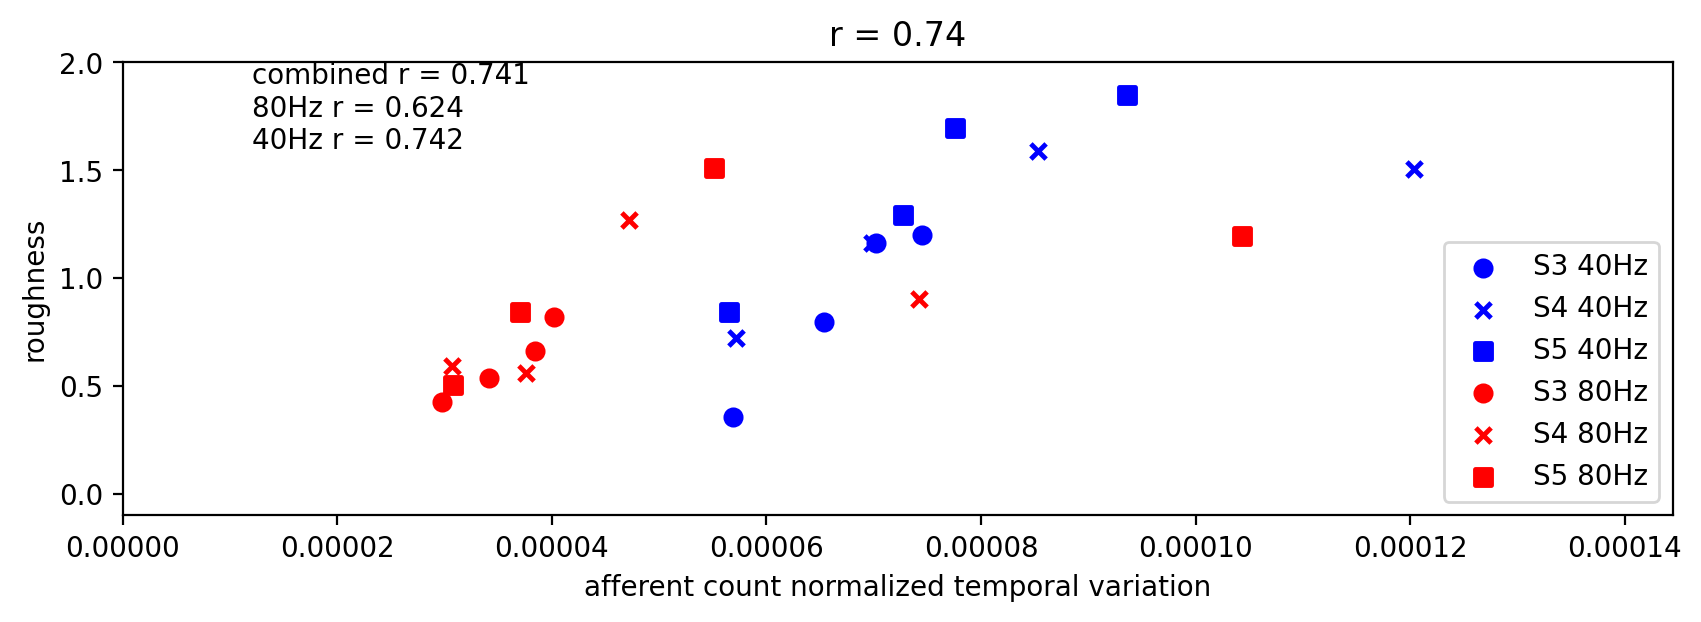 r = 0.74
combined r = 0.741
80Hz r = 0.624
40Hz r = 0.742
2.0
1.5
1.0
0.5
0.0
roughness
S3 40Hz
S4 40Hz
S5 40Hz
S3 80Hz
S4 80Hz
S5 80Hz
0.00000 0.00002 0.00004 0.00006 0.00008 0.00010 0.00012 0.00014
afferent count normalized temporal variation